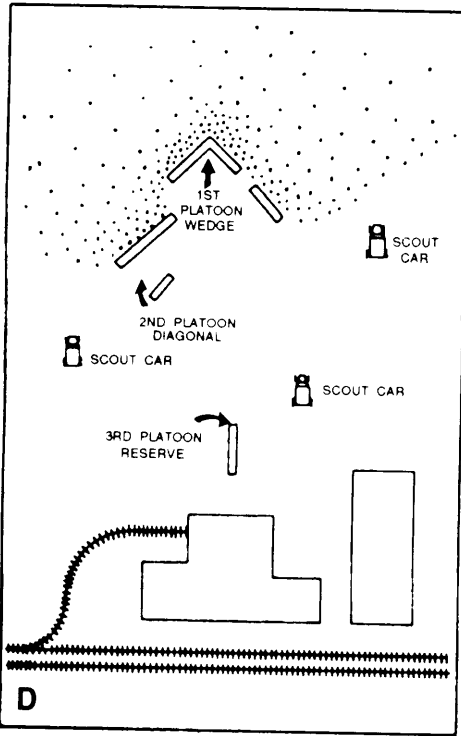 1ST
PLATOON
WEDGE
SCOUT
CAR
2ND PLATOON
DIAGONAL
SCOUT CAR
SCOUT CAR
3RD PLATOON
RESERVE
D